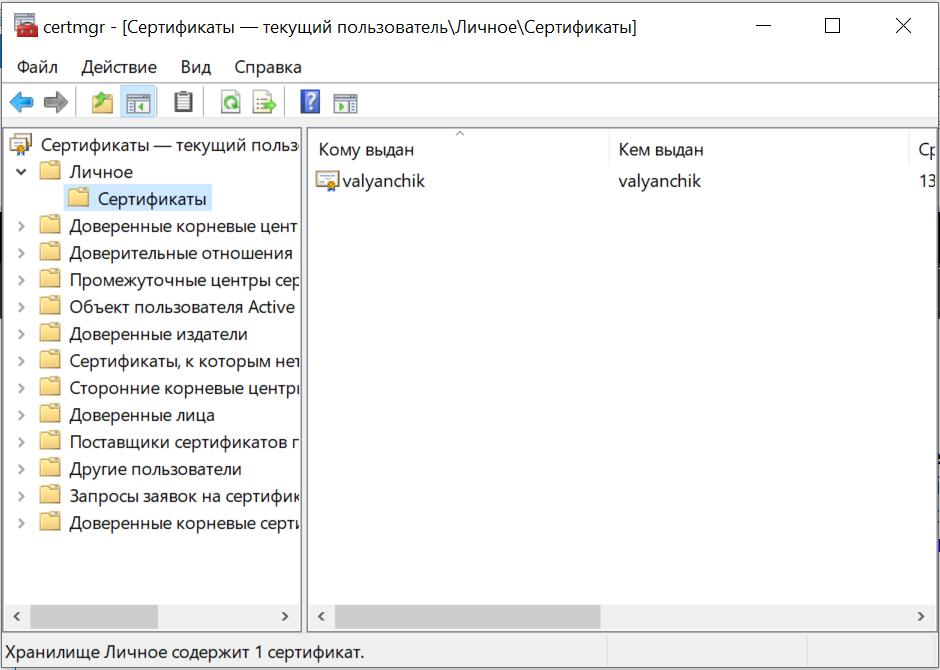 certmgr - [Сертификаты — текущий пользователь\Личное\Сертификаты]
Файл Действие Вид Справка
Сертификаты — текущий польз
Личное
Сертификаты
Доверенные корневые цент
Доверительные отношения
Промежуточные центры сер
Объект пользователя Active
Доверенные издатели
Сертификаты, к которым нет
Сторонние корневые центры
Доверенные лица
Поставщики сертификатов п
Другие пользователи
Запросы заявок на сертифик
Доверенные корневые серти
Кому выдан Кем выдан Ср
valyanchik valyanchik 13
Хранилище Личное содержит 1 сертификат.